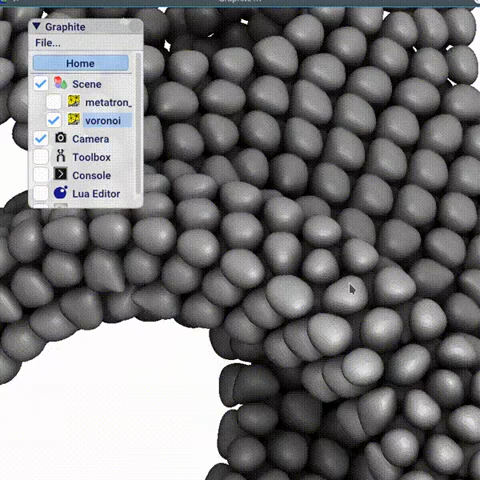 Graphite
File...
Home
Scene
metatron_
voronoi
Camera
Toolbox
Console
Lua Editor